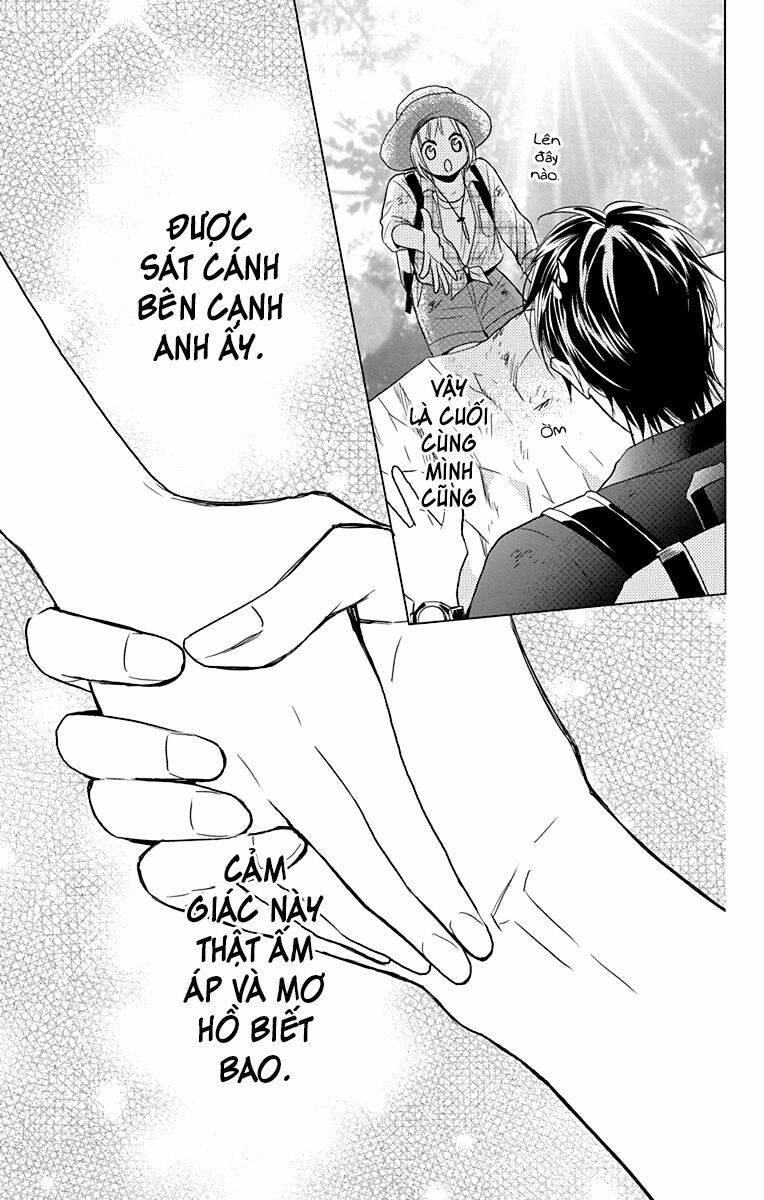 Lên
đây
nào.
VẬY
LÀ CUỐI
CÙNG
MÌNH
CŨNG
Ờm
ĐƯỢC
SÁT CÁNH
BÊN CẠNH
ANH ẤY.
CẢM
GIÁC NÀY
THẬT ẤM
ÁP VÀ MƠ
HỒ BIẾT
BAO.